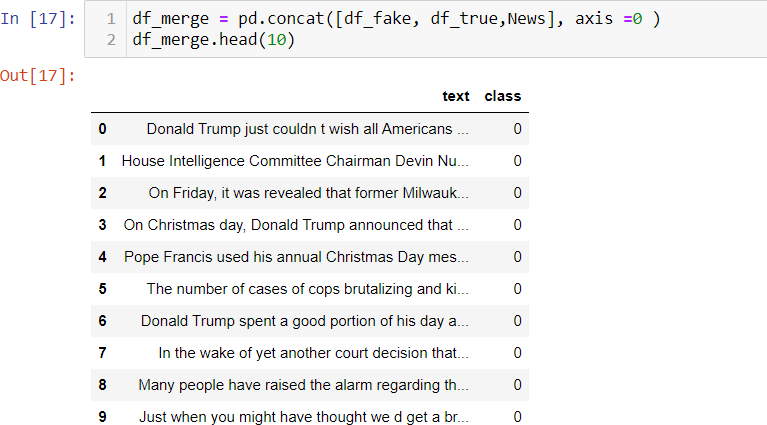 In [17]: 1 df_merge = pd.concat([df_fake, df_true,News], axis =0 )
2 df_merge.head(10)
Out[17]:
text class
0 Donald Trump just couldn t wish all Americans ... 0
1 House Intelligence Committee Chairman Devin Nu... 0
2 On Friday, it was revealed that former Milwauk... 0
3 On Christmas day, Donald Trump announced that ... 0
4 Pope Francis used his annual Christmas Day mes... 0
5 The number of cases of cops brutalizing and ki... 0
6 Donald Trump spent a good portion of his day a... 0
7 In the wake of yet another court decision that... 0
8 Many people have raised the alarm regarding th... 0
9 Just when you might have thought we d get a br... 0